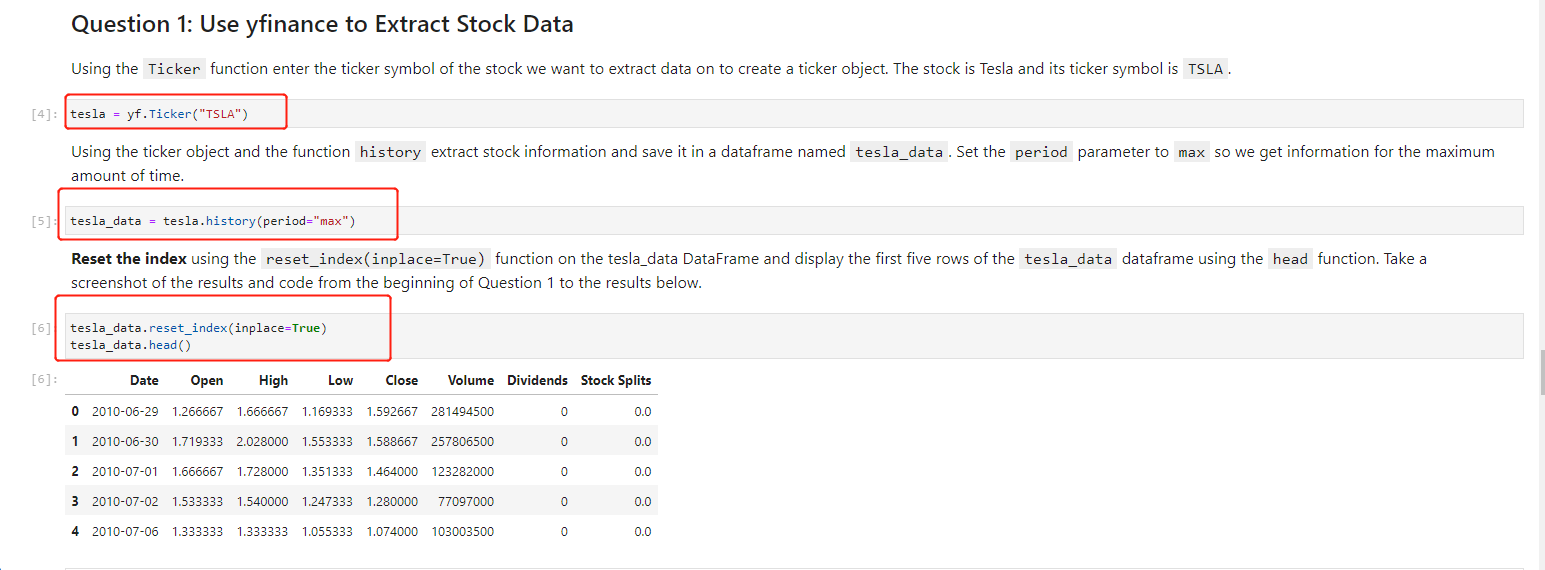 Question 1: Use yfinance to Extract Stock Data
Using the Ticker function enter the ticker symbol of the stock we want to extract data on to create a ticker object. The stock is Tesla and its ticker symbol is TSLA .
[4]: tesla = yf.Ticker("TSLA")
Using the ticker object and the function history extract stock information and save it in a dataframe named tesla_data . Set the period parameter to max so we get information for the maximum
amount of time.
[5]: tesla_data = tesla.history(period="max")
Reset the index using the reset_index(inplace=True) function on the tesla_data DataFrame and display the first five rows of the tesla_data dataframe using the head function. Take a
screenshot of the results and code from the beginning of Question 1 to the results below.
[6]: tesla_data.reset_index(inplace=True)
tesla_data.head()
[6]: Date Open High Low Close Volume Dividends Stock Splits
0 2010-06-29 1.266667 1.666667 1.169333 1.592667 281494500 0 0.0
1 2010-06-30 1.719333 2.028000 1.553333 1.588667 257806500 0 0.0
2 2010-07-01 1.666667 1.728000 1.351333 1.464000 123282000 0 0.0
3 2010-07-02 1.533333 1.540000 1.247333 1.280000 77097000 0 0.0
4 2010-07-06 1.333333 1.333333 1.055333 1.074000 103003500 0 0.0